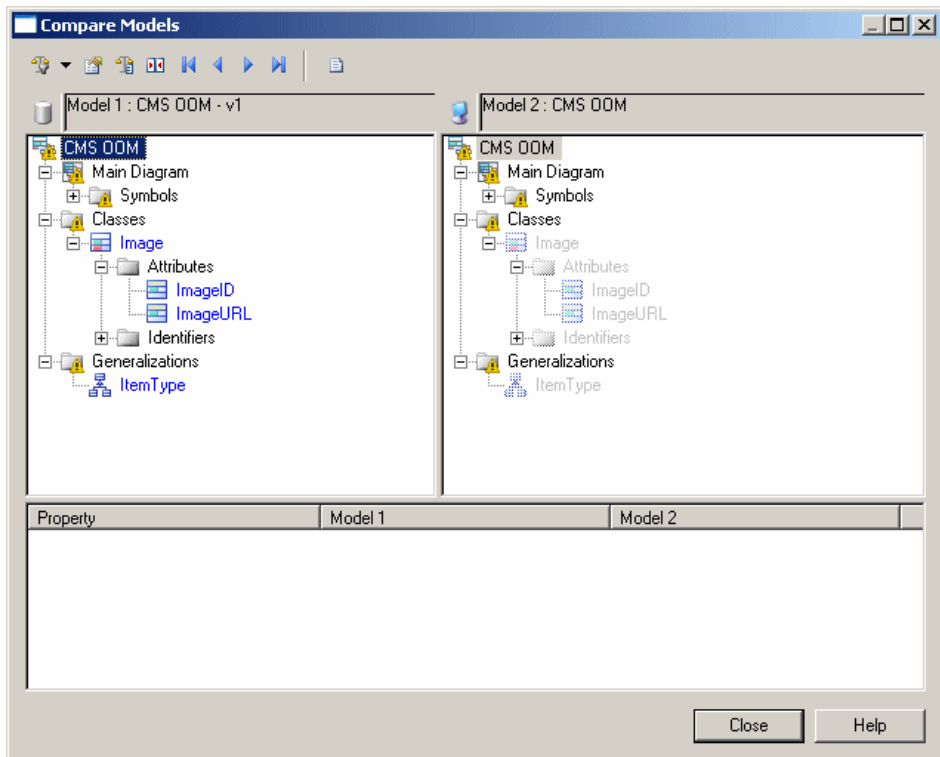 Compare Models
Model 1 : CMS OOM - v1
Model 2 : CMS OOM
CMS OOM
Main Diagram
Symbols
Classes
Image
Attributes
ImageID
ImageURL
Identifiers
Generalizations
ItemType
CMS OOM
Main Diagram
Symbols
Classes
Image
Attributes
ImageID
ImageURL
Identifiers
Generalizations
ItemType
Property Model 1 Model 2
Close Help